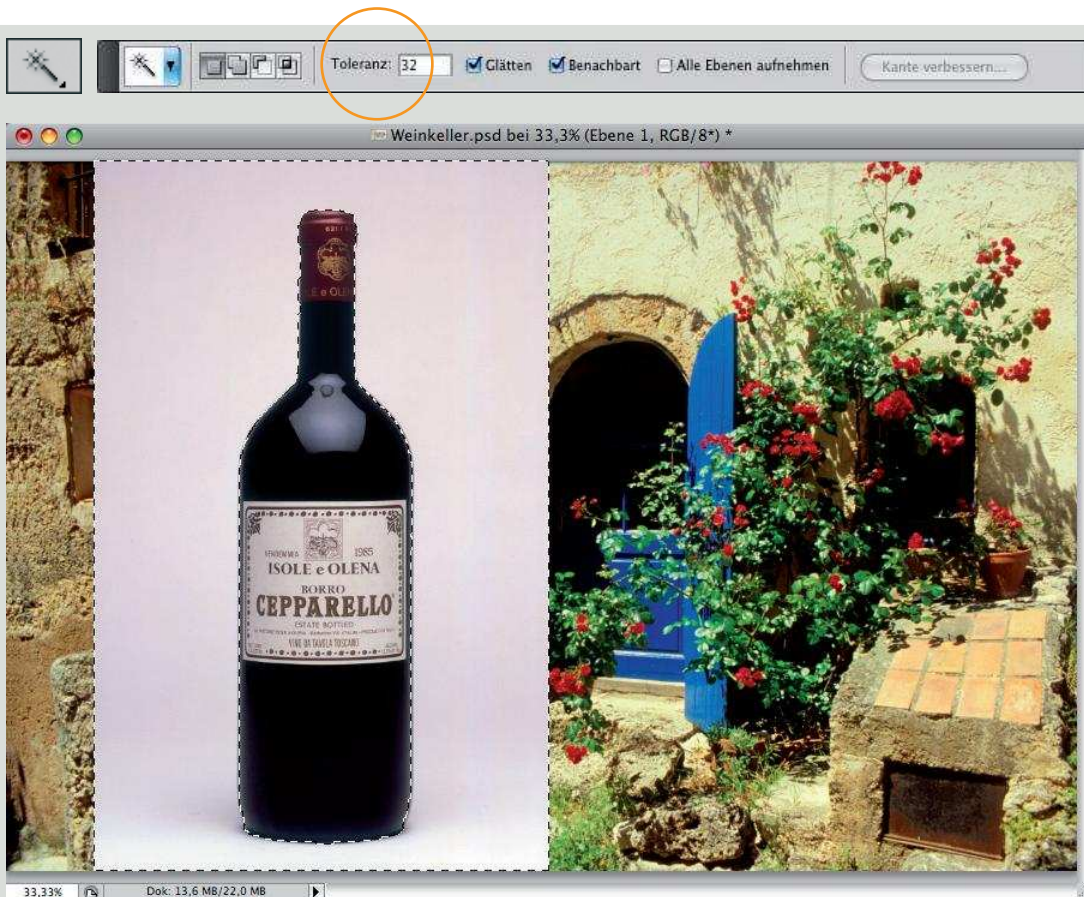 Toleranz: 32 Glätten Benachbart Alle Ebenen aufnehmen Kante verbessern...
Weinkeller.psd bei 33,3% (Ebene 1, RGB/8*) *
VENDEMMIA 1985
ISOLE e OLENA
BORRO
CEPPARELLO
ESTATE BOTTLED
VINO DA TAVOLA TOSCANO
33,33% Dok: 13,6 MB/22,0 MB